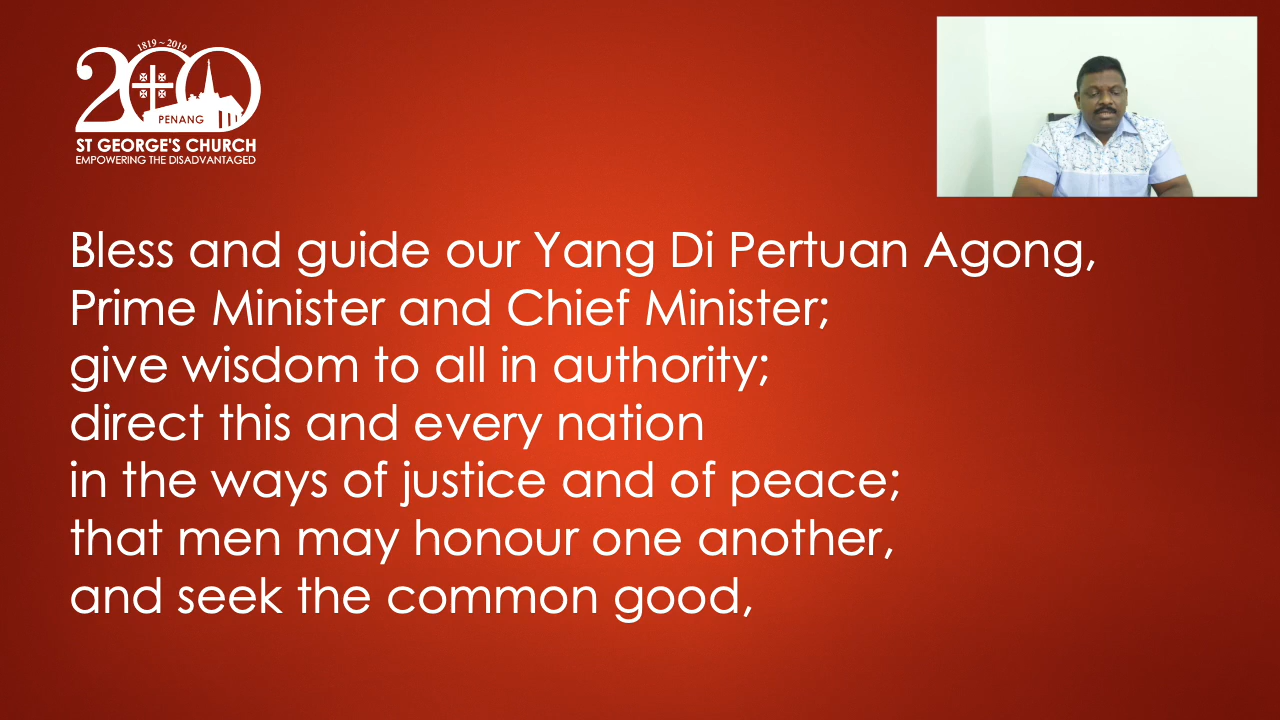 1819 ~ 2019
200
PENANG
ST GEORGE'S CHURCH
EMPOWERING THE DISADVANTAGED
Bless and guide our Yang Di Pertuan Agong,
Prime Minister and Chief Minister;
give wisdom to all in authority;
direct this and every nation
in the ways of justice and of peace;
that men may honour one another,
and seek the common good,